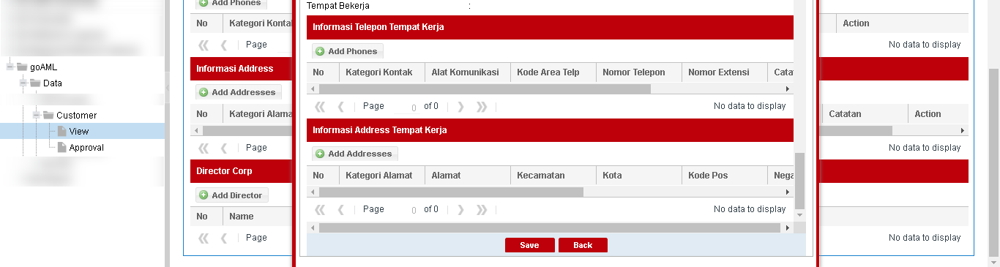 goAML
Data
Customer
View
Approval
Add Phones
No Kategori Konta Action
Page No data to display
Informasi Address
Add Addresses
No Kategori Alama Catatan Action
Page No data to display
Director Corp
Add Director
No Name
Page No data to display
Tempat Bekerja :
Informasi Telepon Tempat Kerja
Add Phones
No Kategori Kontak Alat Komunikasi Kode Area Telp Nomor Telepon Nomor Extensi Catat
Page 0 of 0 No data to display
Informasi Address Tempat Kerja
Add Addresses
No Kategori Alamat Alamat Kecamatan Kota Kode Pos Nega
Page 0 of 0 No data to display
Save Back